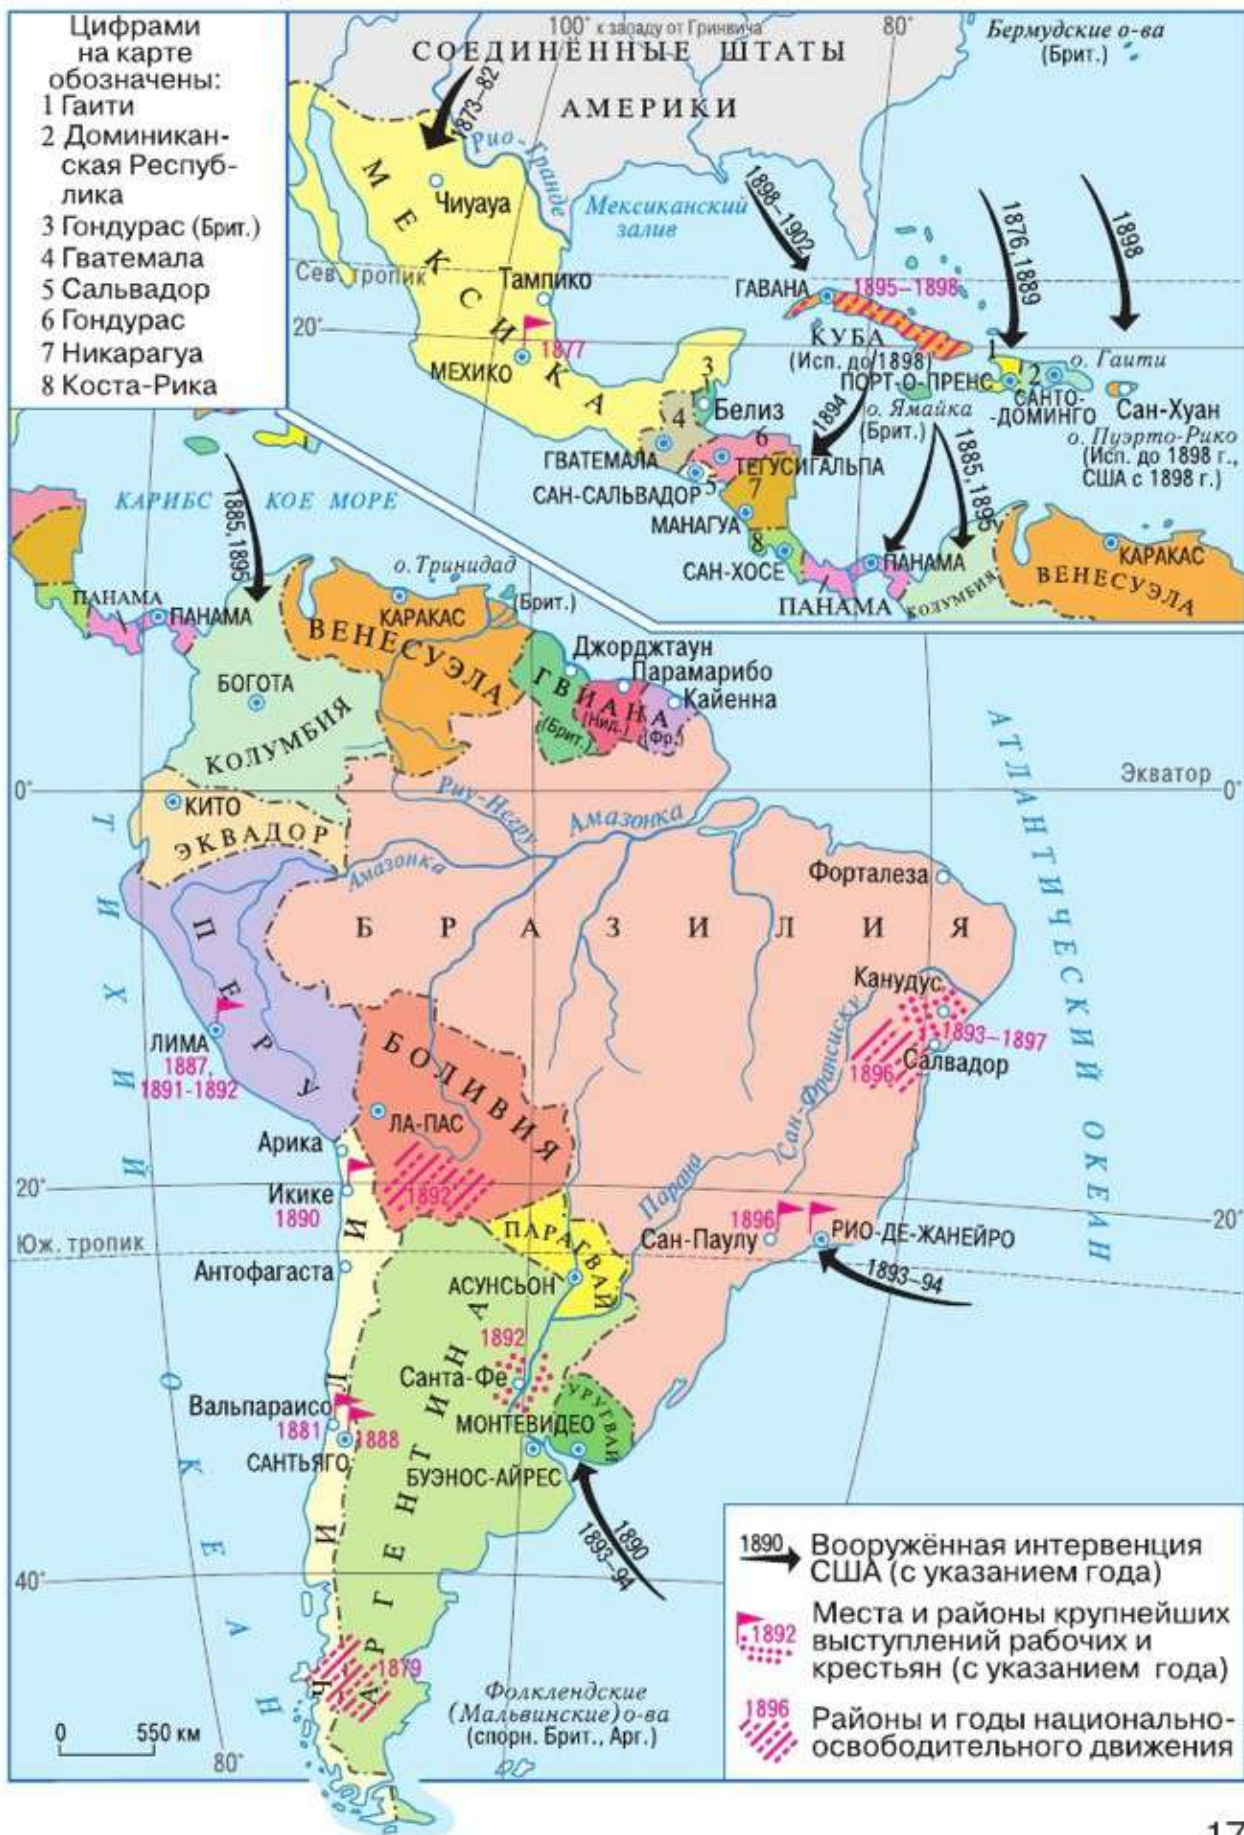 Цифрами
на карте
обозначены:
1 Гаити
2 Доминикан-
ская Респуб-
лика
3 Гондурас (Брит.)
4 Гватемала
5 Сальвадор
6 Гондурас
7 Никарагуа
8 Коста-Рика
100° к западу от Гринвича
80°
СОЕДИНЁННЫЕ ШТАТЫ
АМЕРИКИ
Бермудские о-ва
(Брит.)
1873–82
Рио-Гранде
МЕКСИКА
Чиуауа
Мексиканский
залив
1898–1902
1876, 1889
1898
Сев. тропик
Тампико
ГАВАНА
1895–1898
20°
1877
МЕХИКО
КУБА
(Исп. до 1898)
1
2
о. Гаити
ПОРТ-О-ПРЕНС
САНТО-
-ДОМИНГО
Сан-Хуан
о. Пуэрто-Рико
(Исп. до 1898 г.,
США с 1898 г.)
3
Белиз
4
1894
о. Ямайка
(Брит.)
6
ГВАТЕМАЛА
ТЕГУСИГАЛЬПА
САН-САЛЬВАДОР
5
7
1885, 1895
МАНАГУА
8
САН-ХОСЕ
ПАНАМА
ПАНАМА
КОЛУМБИЯ
КАРАКАС
ВЕНЕСУЭЛА
КАРИБСКОЕ МОРЕ
1885, 1895
о. Тринидад
(Брит.)
ПАНАМА
ПАНАМА
КАРАКАС
ВЕНЕСУЭЛА
Джорджтаун
Парамарибо
Кайенна
ГВИАНА
(Брит.)
(Нид.)
(Фр.)
БОГОТА
КОЛУМБИЯ
АТЛАНТИЧЕСКИЙ ОКЕАН
Экватор
0°
0°
КИТО
ЭКВАДОР
Риу-Негру
Амазонка
Амазонка
ТИХИЙ ОКЕАН
Форталеза
БРАЗИЛИЯ
ПЕРУ
Канудус
1893–1897
Салвадор
1896
Сан-Франсиску
ЛИМА
1887,
1891-1892
БОЛИВИЯ
ЛА-ПАС
1892
Арика
Икике
1890
20°
20°
Парана
1896
Сан-Паулу
РИО-ДЕ-ЖАНЕЙРО
1893–94
Юж. тропик
Антофагаста
ПАРАГВАЙ
АСУНСЬОН
ЧИЛИ
АРГЕНТИНА
1892
Санта-Фе
Вальпараисо
1881
1888
САНТЬЯГО
МОНТЕВИДЕО
УРУГВАЙ
БУЭНОС-АЙРЕС
1890
1893–94
40°
1879
Фолклендские
(Мальвинские) о-ва
(спорн. Брит., Арг.)
0 550 км
80°
1890 Вооружённая интервенция
США (с указанием года)
1892 Места и районы крупнейших
выступлений рабочих и
крестьян (с указанием года)
1896 Районы и годы национально-
освободительного движения
17